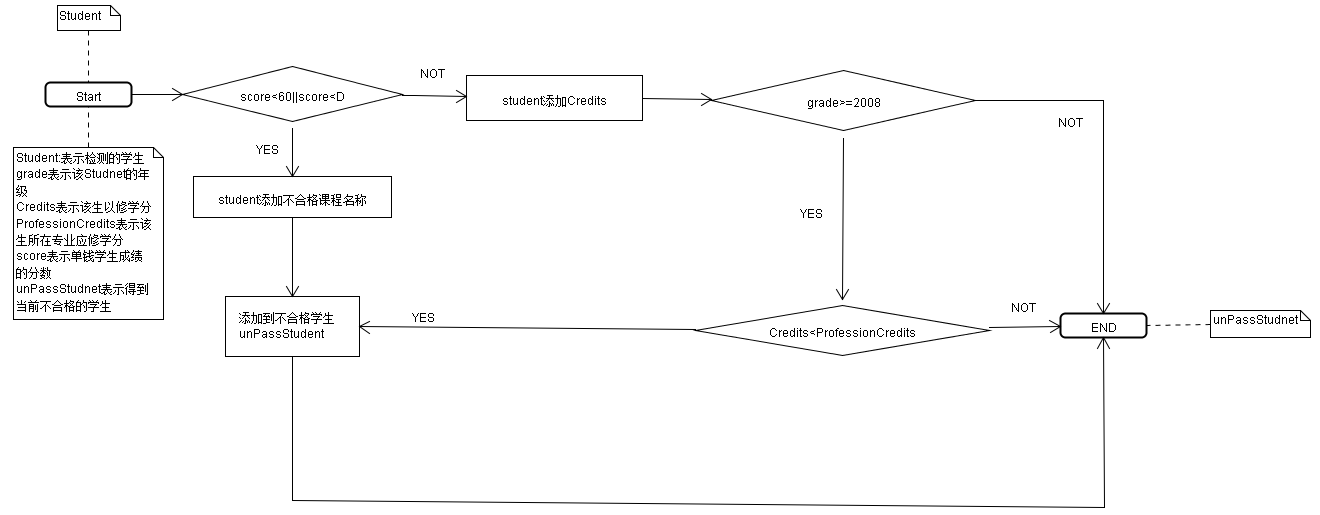 Student
Start
score<60||score<D
NOT
student添加Credits
grade>=2008
NOT
YES
Student:表示检测的学生
grade表示该Studnet的年
级
Credits表示该生以修学分
ProfessionCredits表示该
生所在专业应修学分
score表示单钱学生成绩
的分数
unPassStudnet表示得到
当前不合格的学生
student添加不合格课程名称
YES
添加到不合格学生
unPassStudent
YES
Credits<ProfessionCredits
NOT
END
unPassStudnet